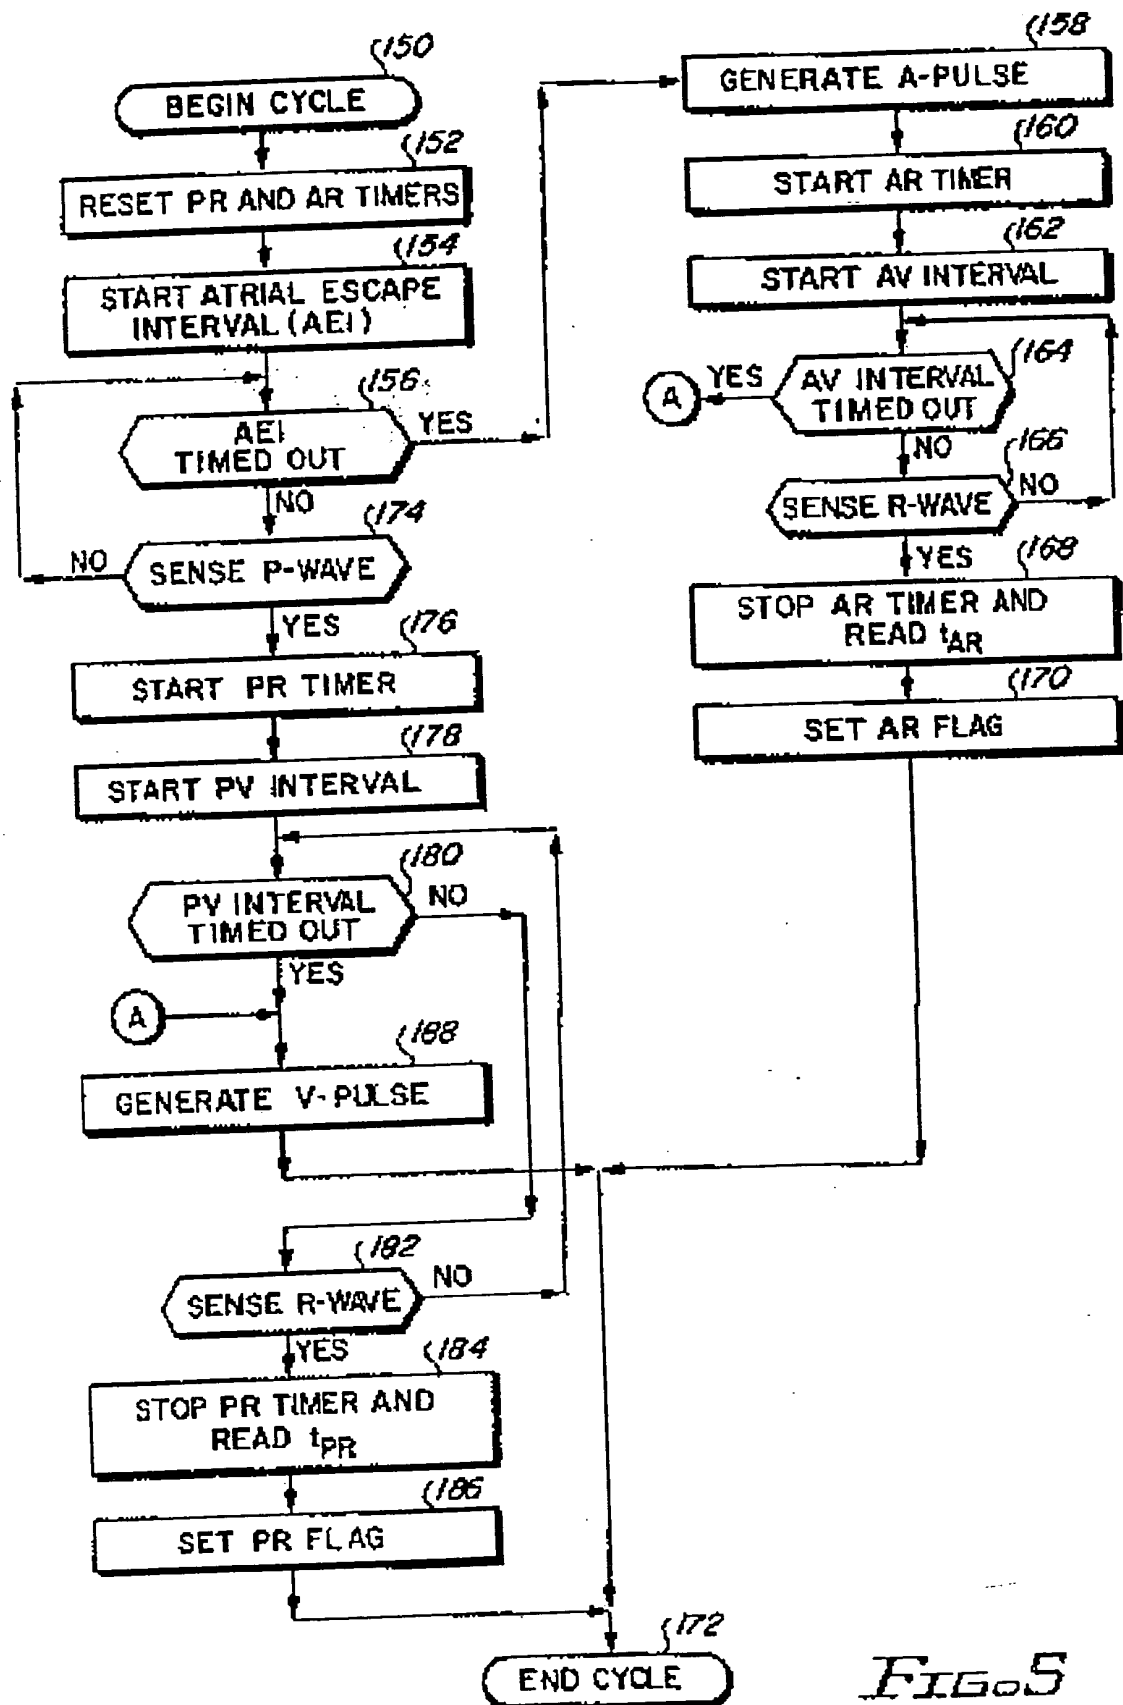 150
BEGIN CYCLE
152
RESET PR AND AR TIMERS
154
START ATRIAL ESCAPE
INTERVAL (AEI)
156
AEI
TIMED OUT
YES
NO
174
SENSE P-WAVE
NO
YES
176
START PR TIMER
178
START PV INTERVAL
180
PV INTERVAL
TIMED OUT
NO
YES
A
188
GENERATE V-PULSE
182
SENSE R-WAVE
NO
YES
184
STOP PR TIMER AND
READ tPR
186
SET PR FLAG
158
GENERATE A-PULSE
160
START AR TIMER
162
START AV INTERVAL
164
AV INTERVAL
TIMED OUT
YES
A
NO
166
SENSE R-WAVE
NO
YES
168
STOP AR TIMER AND
READ tAR
170
SET AR FLAG
172
END CYCLE
FIG. 5